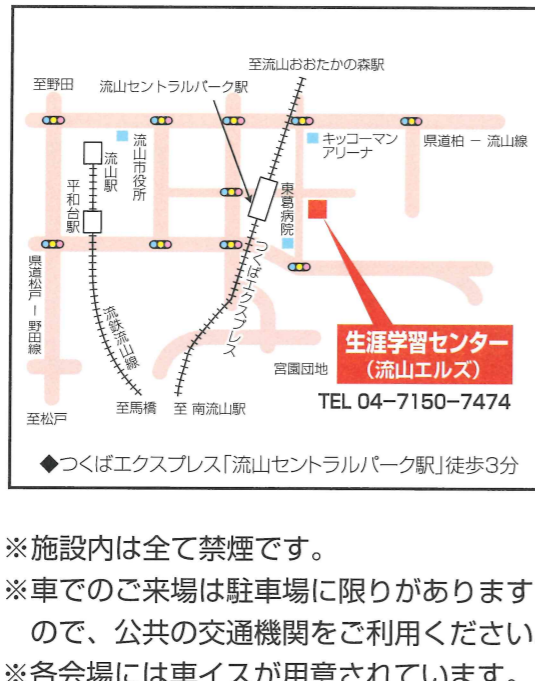 至流山おおたかの森駅
至野田
流山セントラルパーク駅
流山市役所
キッコーマン
アリーナ
県道柏 － 流山線
流山駅
平和台駅
東葛病院
つくばエクスプレス
県道松戸ー野田線
流鉄流山線
生涯学習センター
(流山エルズ)
宮園団地
TEL 04−7150−7474
至馬橋
至 南流山駅
至松戸
◆つくばエクスプレス「流山セントラルパーク駅」徒歩3分
※施設内は全て禁煙です。
※車でのご来場は駐車場に限りがあります
ので、公共の交通機関をご利用ください
※各会場には車イスが用意されています。